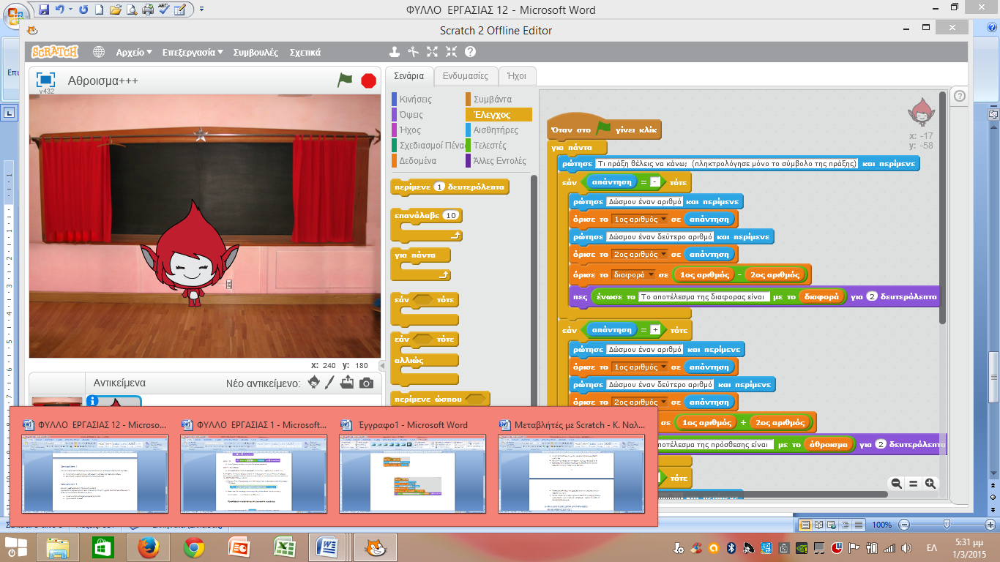 ΦΥΛΛΟ ΕΡΓΑΣΙΑΣ 12 - Microsoft Word
Scratch 2 Offline Editor
Επι
SCRATCH
Αρχείο
Επεξεργασία
Συμβουλές
Σχετικά
v432
Αθροισμα+++
Σενάρια
Ενδυμασίες
Ήχοι
Κινήσεις
Συμβάντα
Όψεις
Έλεγχος
Ήχος
Αισθητήρες
Σχεδιασμοί Πένα
Τελεστές
Δεδομένα
Άλλες Εντολές
περίμενε 1 δευτερόλεπτα
επανάλαβε 10
για πάντα
εάν τότε
εάν τότε
αλλιώς
περίμενε ώσπου
x: -17
y: -58
Όταν στο γίνει κλίκ
για πάντα
ρώτησε Τι πράξη θέλεις να κάνω; (πληκτρολόγησε μόνο το σύμβολο της πράξης) και περίμενε
εάν απάντηση = - τότε
ρώτησε Δώσμου έναν αριθμό και περίμενε
όρισε το 1ος αριθμός σε απάντηση
ρώτησε Δώσμου έναν δεύτερο αριθμό και περίμενε
όρισε το 2ος αριθμός σε απάντηση
όρισε το διαφορά σε 1ος αριθμός - 2ος αριθμός
πες ένωσε το Το αποτέλεσμα της διαφορας είναι με το διαφορά για 2 δευτερόλεπτα
εάν απάντηση = + τότε
ρώτησε Δώσμου έναν αριθμό και περίμενε
όρισε το 1ος αριθμός σε απάντηση
ρώτησε Δώσμου έναν δεύτερο αριθμό και περίμενε
όρισε το 2ος αριθμός σε απάντηση
σε 1ος αριθμός + 2ος αριθμός
αποτέλεσμα της πρόσθεσης είναι με το άθροισμα για 2 δευτερόλεπτα
τότε
x: 240 y: 180
Αντικείμενα
Νέο αντικείμενο:
ΦΥΛΛΟ ΕΡΓΑΣΙΑΣ 12 - Microso...
ΦΥΛΛΟ ΕΡΓΑΣΙΑΣ 1 - Microsoft...
Έγγραφο1 - Microsoft Word
Μεταβλητές με Scratch - Κ. Ναλ...
100%
ΕΛ
5:31 μμ
1/3/2015